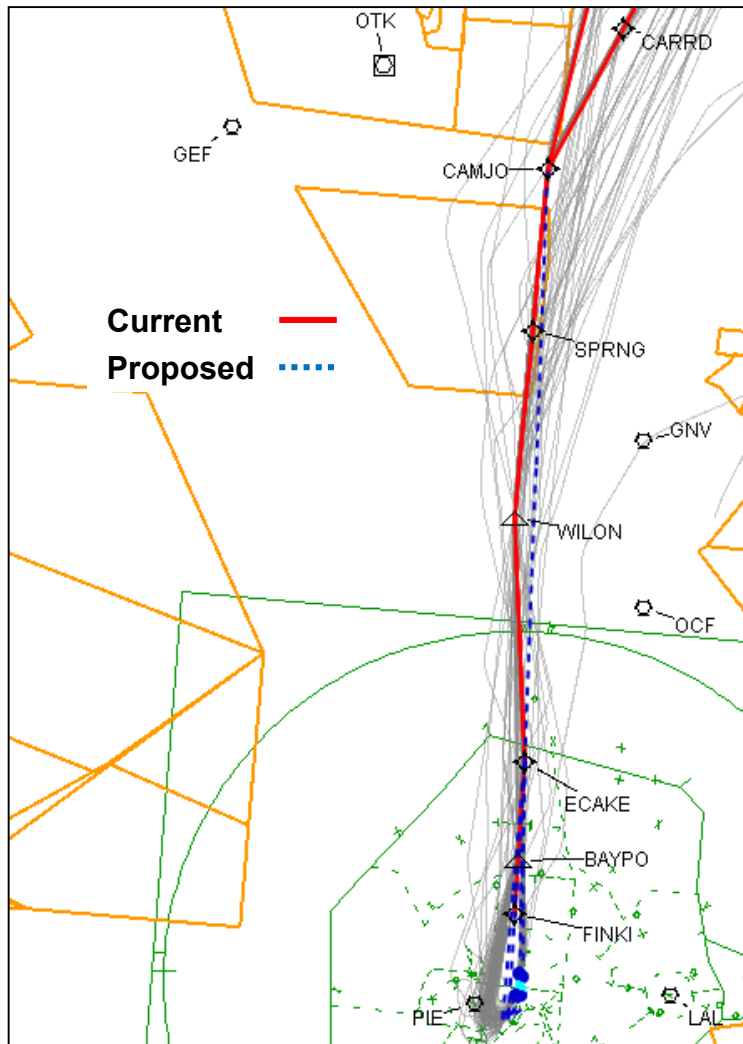 OTK
CARRD
GEF
CAMJO
Current
SPRNG
Proposed
GNV
WILON
OCF
ECAKE
BAYPO
FINKI
PIE
LAL